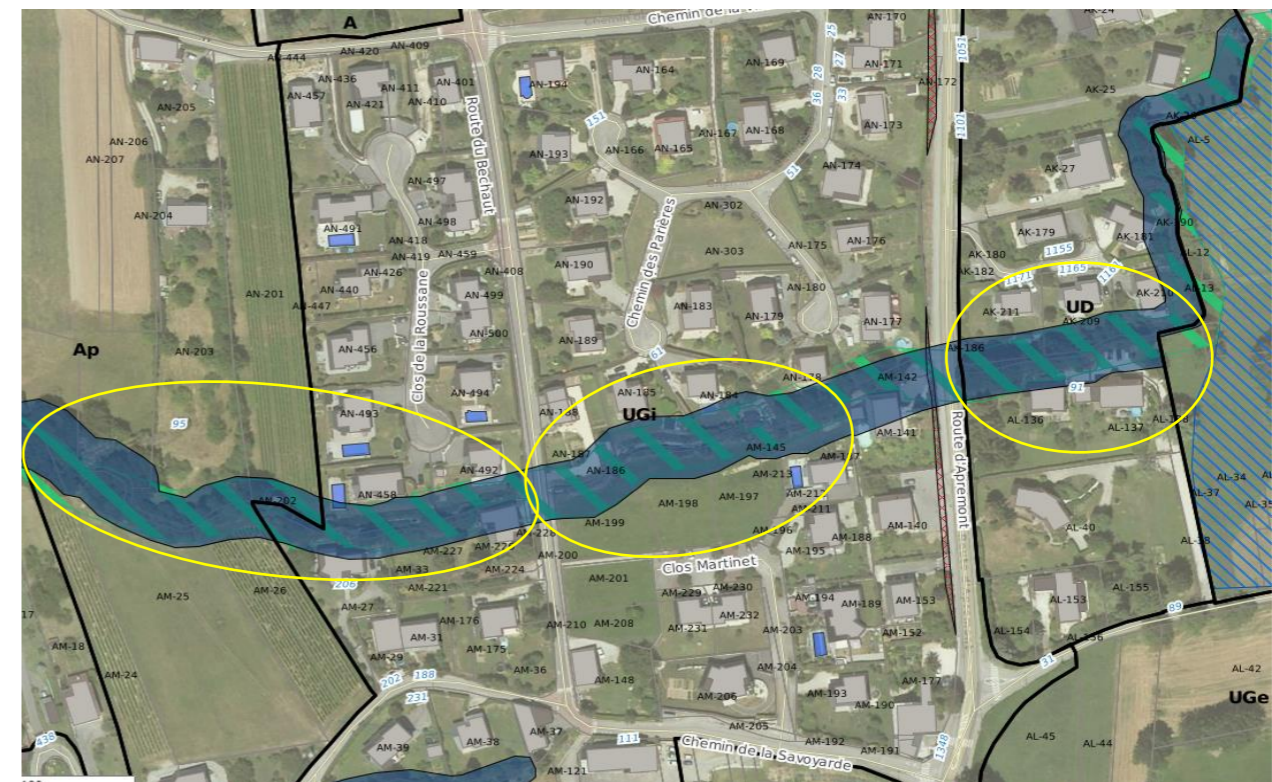 A
Chemin de la
AN-170
AK-24
AN-444
AN-420
AN-409
25
AN-436
AN-411
AN-401
AN-194
AN-164
AN-169
28
27
AN-171
1051
AN-172
AN-205
AN-457
AN-421
AN-410
36
33
AK-25
AN-206
AN-207
Route du Bechaut
151
AN-167
AN-168
AN-173
1101
AL-5
AN-193
AN-166
AN-165
51
AN-174
AK-27
AN-497
AN-192
AN-302
AN-204
AN-491
AN-498
AN-418
AN-419
AN-459
Chemin des Parières
AN-303
AN-175
AN-176
AK-179
AK-181
AL-12
1155
AK-180
AK-182
AN-426
AN-408
AN-190
1171
1165
1161
AN-201
AN-447
AN-440
AN-499
AN-183
AN-179
AN-180
AK-211
UD
AK-209
AL-13
AN-500
AN-177
Ap
AN-203
AN-456
AN-189
61
AK-186
Clos de la Roussane
AN-494
AN-185
AN-184
AM-142
91
95
AN-493
AN-188
UGi
AL-136
AL-137
AM-141
AM-145
AN-187
AN-492
AN-186
AM-213
Route d'Apremont
AL-34
AN-202
AN-458
AM-198
AM-197
AL-37
AM-199
AM-211
AM-140
AL-40
AM-227
AM-196
AM-188
AL-38
AM-200
AM-195
206
AM-33
AM-224
Clos Martinet
AM-25
AM-26
AM-221
AM-201
AM-229
AM-230
AM-194
AM-189
AM-153
AL-153
AL-155
89
AM-27
AM-176
AM-210
AM-208
AM-231
AM-232
AM-203
AM-152
AL-154
AM-18
AM-31
AM-175
31
AM-29
AM-24
202
188
AM-36
AM-148
AM-204
AM-177
AL-42
231
AM-206
AM-193
AM-190
UGe
438
AM-39
AM-38
AM-37
111
AM-205
Chemin de la Savoyarde
AM-192
AM-191
1348
AL-45
AL-44
AM-121